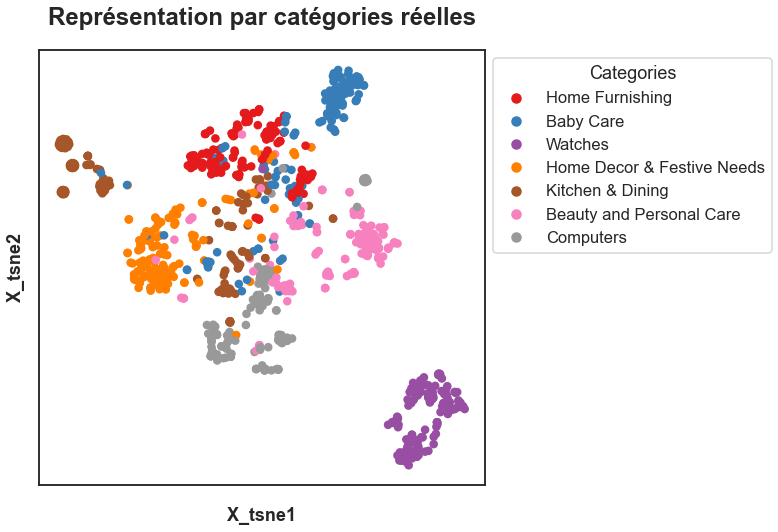 Représentation par catégories réelles
Categories
Home Furnishing
Baby Care
Watches
Home Decor & Festive Needs
Kitchen & Dining
Beauty and Personal Care
Computers
X_tsne2
X_tsne1